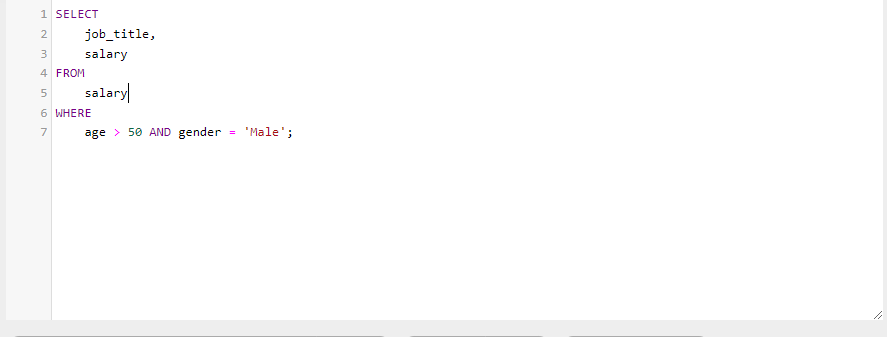 1 SELECT
2 job_title,
3 salary
4 FROM
5 salary
6 WHERE
7 age > 50 AND gender = 'Male';